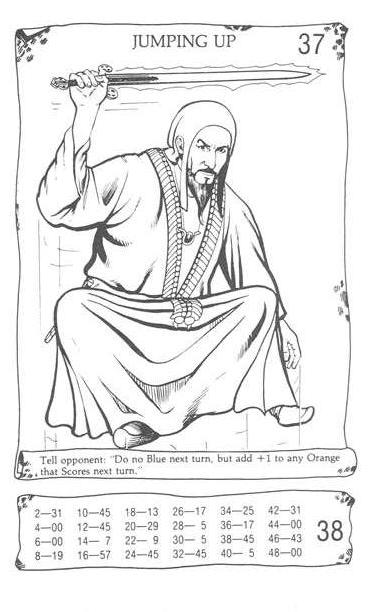 JUMPING UP 37
Tell opponent: "Do no Blue next turn, but add +1 to any Orange
that Scores next turn."
2—31 10—45 18—13 26—17 34—25 42—31
4—00 12—45 20—29 28— 5 36—17 44—00
6—00 14— 7 22— 9 30— 5 38—45 46—43
8—19 16—57 24—45 32—45 40— 5 48—00
38